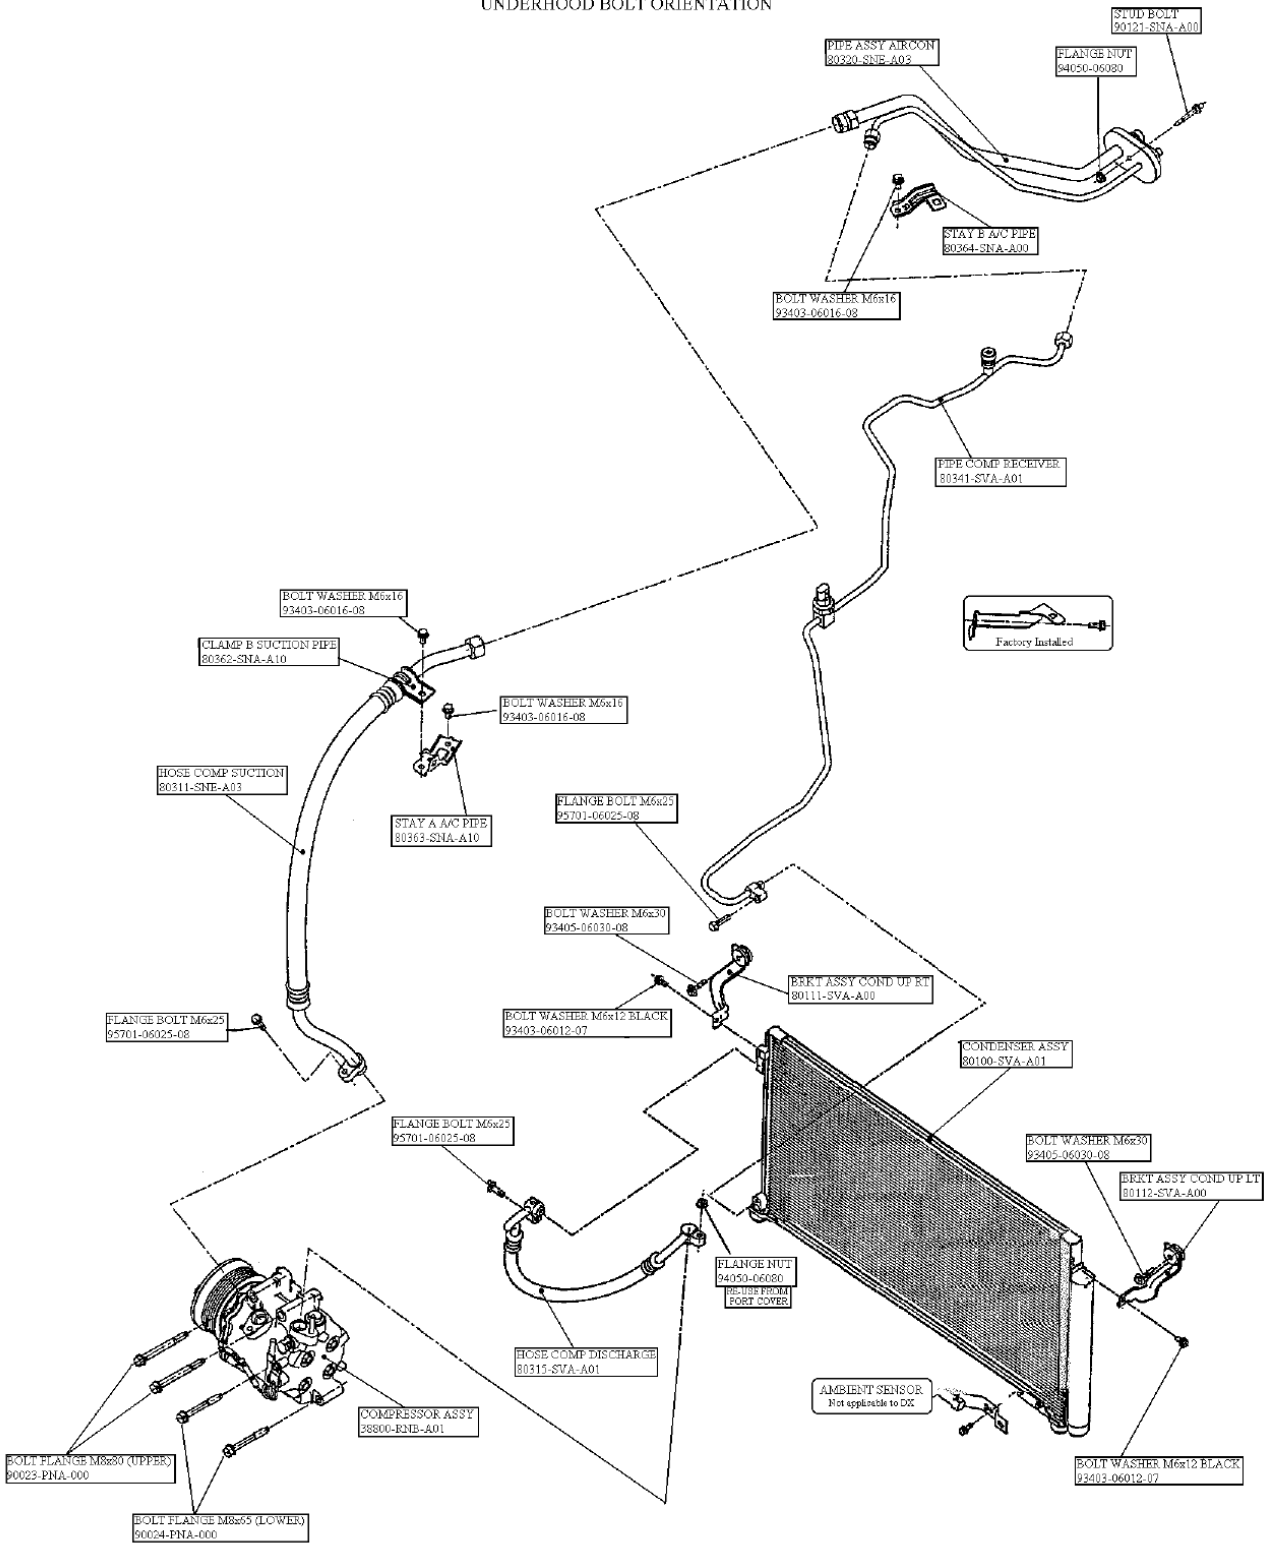 UNDERHOOD BOLT ORIENTATION
STUD BOLT
90121-SNA-A00
PIPE ASSY AIRCON
80320-SNE-A03
FLANGE NUT
94050-06080
STAY B A/C PIPE
80364-SNA-A00
BOLT WASHER M6x16
93403-06016-08
PIPE COMP RECEIVER
80341-SVA-A01
BOLT WASHER M6x16
93403-06016-08
Factory Installed
CLAMP B SUCTION PIPE
80362-SNA-A10
BOLT WASHER M6x16
93403-06016-08
HOSE COMP SUCTION
80311-SNE-A03
STAY A A/C PIPE
80363-SNA-A10
FLANGE BOLT M6x25
95701-06025-08
BOLT WASHER M6x30
93405-06030-08
BRKT ASSY COND UP RT
80111-SVA-A00
BOLT WASHER M6x12 BLACK
93403-06012-07
FLANGE BOLT M6x25
95701-06025-08
CONDENSER ASSY
80100-SVA-A01
FLANGE BOLT M6x25
95701-06025-08
BOLT WASHER M6x30
93405-06030-08
BRKT ASSY COND UP LT
80112-SVA-A00
FLANGE NUT
94050-06080
RE-USE FROM
PORT COVER
HOSE COMP DISCHARGE
80315-SVA-A01
AMBIENT SENSOR
Not applicable to DX
COMPRESSOR ASSY
38800-RNB-A01
BOLT FLANGE M8x80 (UPPER)
90023-PNA-000
BOLT WASHER M6x12 BLACK
93403-06012-07
BOLT FLANGE M8x65 (LOWER)
90024-PNA-000